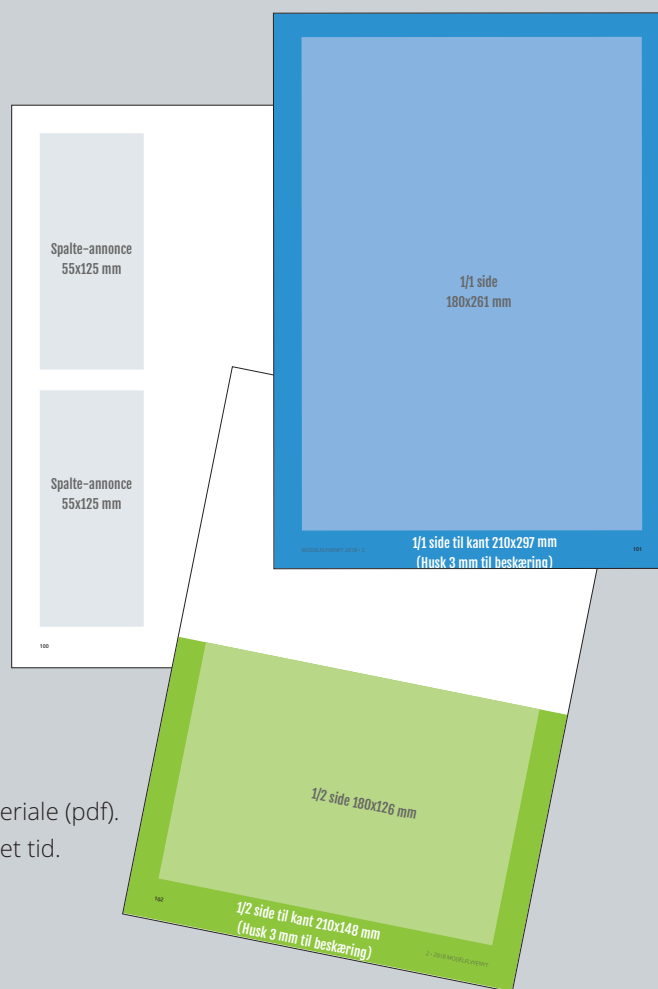 Spalte-annonce
55x125 mm
Spalte-annonce
55x125 mm
100
1/1 side
180x261 mm
1/1 side til kant 210x297 mm
(Husk 3 mm til beskæring)
101
1/2 side 180x126 mm
102
1/2 side til kant 210x148 mm
(Husk 3 mm til beskæring)
eriale (pdf).
et tid.